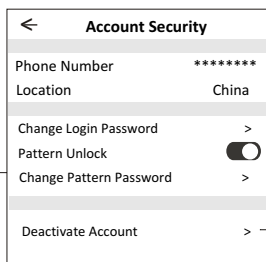 ← Account Security
Phone Number ********
Location China
Change Login Password >
Pattern Unlock
Change Pattern Password >
Deactivate Account >